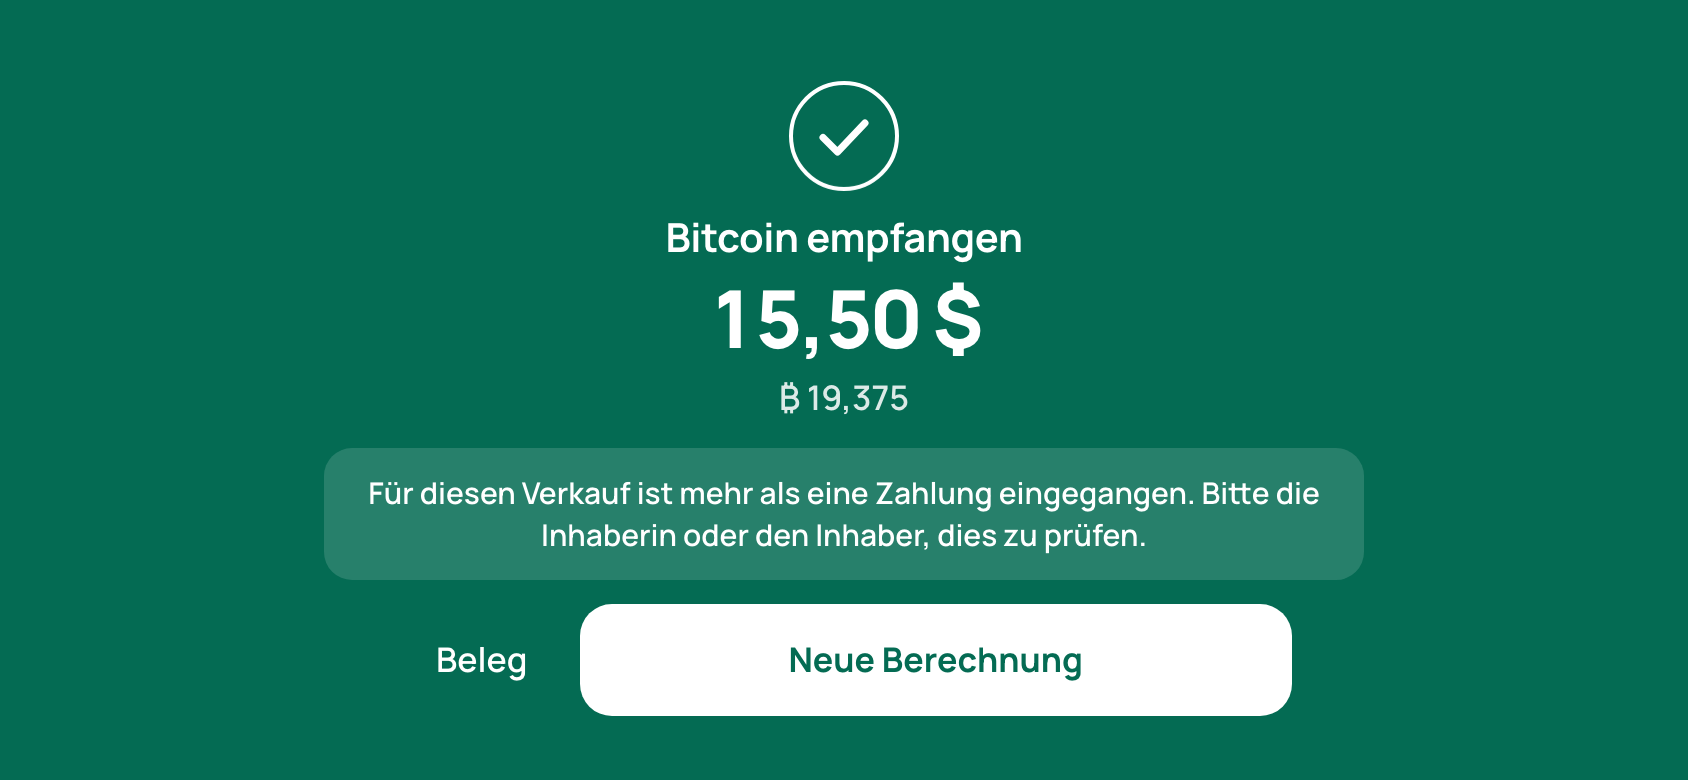 Bitcoin empfangen
15,50 $
₿ 19,375
Für diesen Verkauf ist mehr als eine Zahlung eingegangen. Bitte die
Inhaberin oder den Inhaber, dies zu prüfen.
Beleg
Neue Berechnung